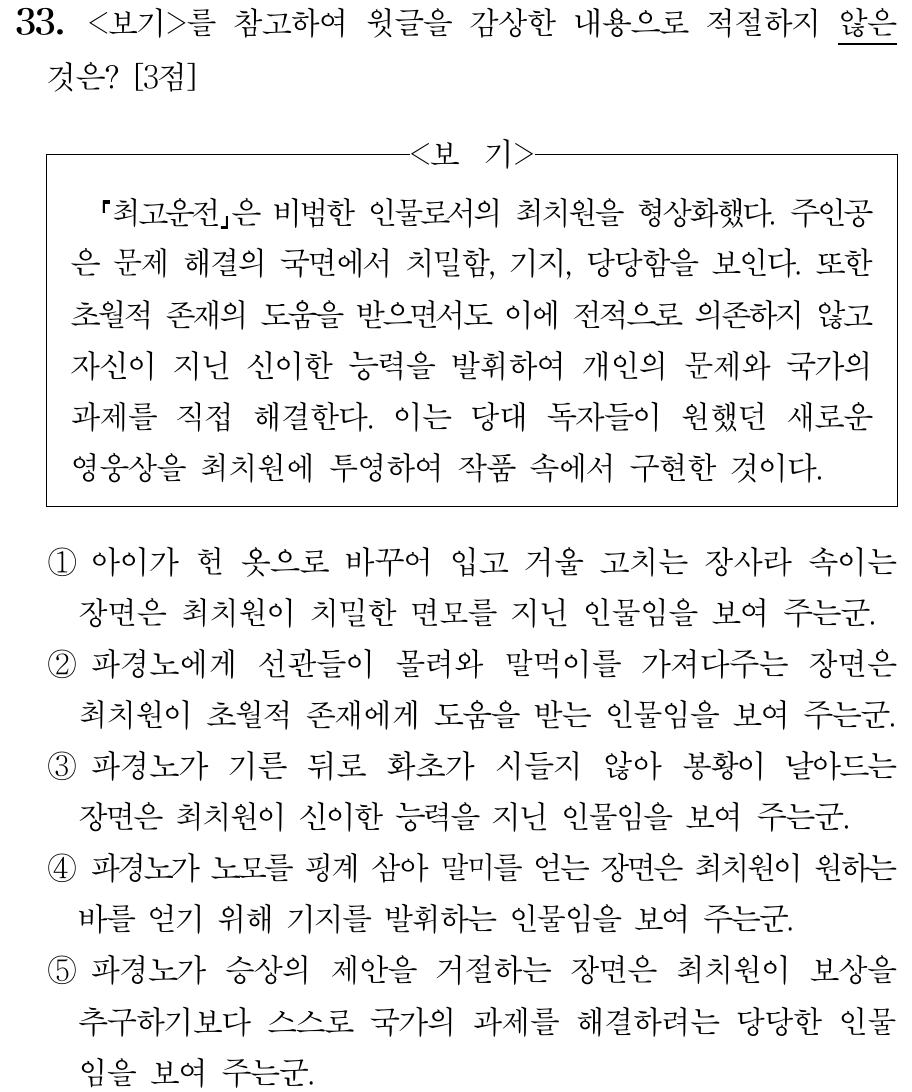 33. <보기>를 참고하여 윗글을 감상한 내용으로 적절하지 않은
것은? [3점]
<보 기>
『최고운전』은 비범한 인물로서의 최치원을 형상화했다. 주인공
은 문제 해결의 국면에서 치밀함, 기지, 당당함을 보인다. 또한
초월적 존재의 도움을 받으면서도 이에 전적으로 의존하지 않고
자신이 지닌 신이한 능력을 발휘하여 개인의 문제와 국가의
과제를 직접 해결한다. 이는 당대 독자들이 원했던 새로운
영웅상을 최치원에 투영하여 작품 속에서 구현한 것이다.
① 아이가 헌 옷으로 바꾸어 입고 거울 고치는 장사라 속이는
장면은 최치원이 치밀한 면모를 지닌 인물임을 보여 주는군.
② 파경노에게 선관들이 몰려와 말먹이를 가져다주는 장면은
최치원이 초월적 존재에게 도움을 받는 인물임을 보여 주는군.
③ 파경노가 기른 뒤로 화초가 시들지 않아 봉황이 날아드는
장면은 최치원이 신이한 능력을 지닌 인물임을 보여 주는군.
④ 파경노가 노모를 핑계 삼아 말미를 얻는 장면은 최치원이 원하는
바를 얻기 위해 기지를 발휘하는 인물임을 보여 주는군.
⑤ 파경노가 승상의 제안을 거절하는 장면은 최치원이 보상을
추구하기보다 스스로 국가의 과제를 해결하려는 당당한 인물
임을 보여 주는군.